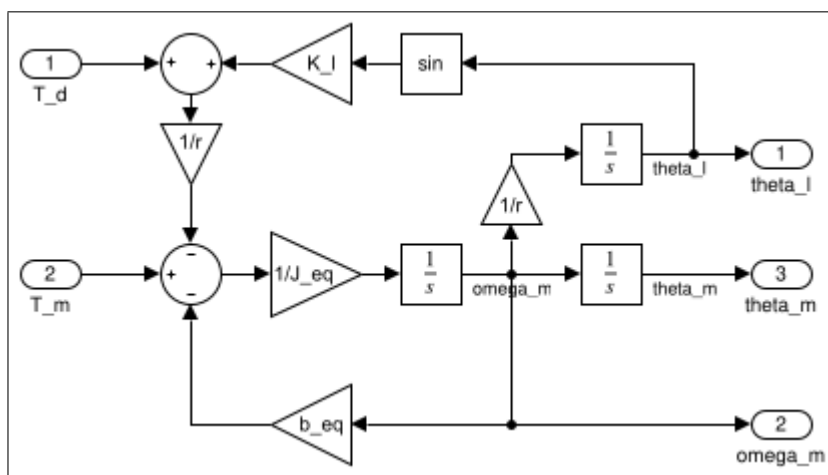 1
T_d
+
+
K_l
sin
1/r
1
s
theta_l
1
theta_l
1/r
2
T_m
−
+
−
1/J_eq
1
s
omega_m
1
s
theta_m
3
theta_m
b_eq
2
omega_m